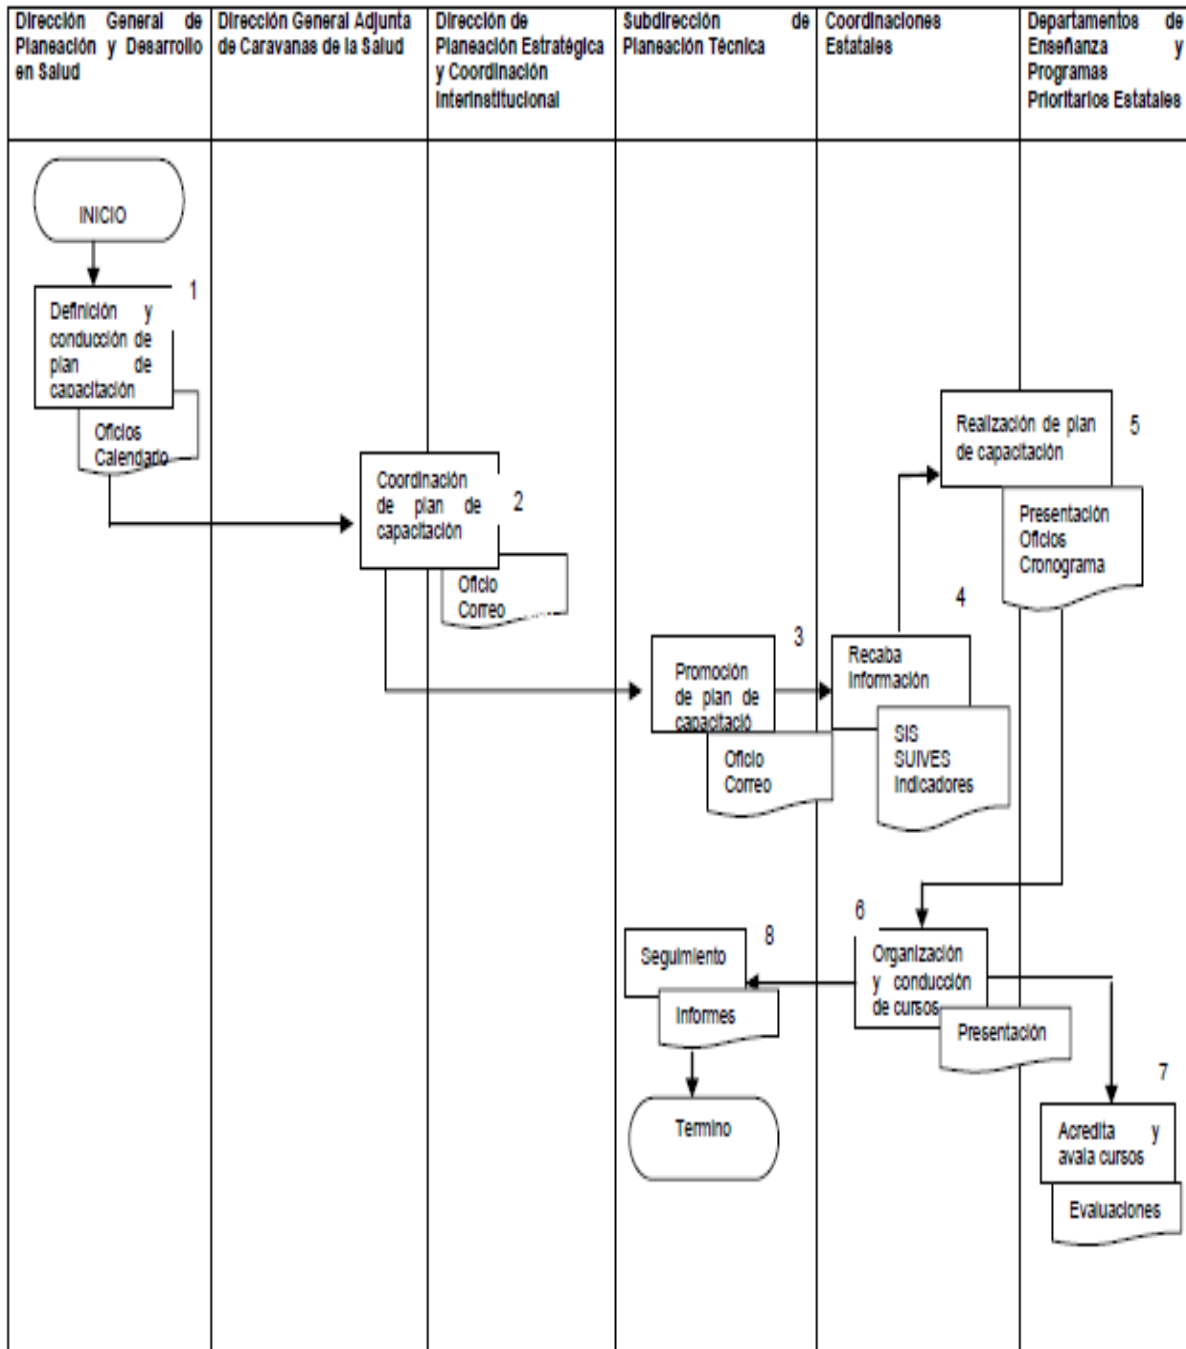 Dirección General de
Planeación y Desarrollo
en Salud
Dirección General Adjunta
de Caravanas de la Salud
Dirección de
Planeación Estratégica
y Coordinación
Interinstitucional
Subdirección de
Planeación Técnica
Coordinaciones
Estatales
Departamentos de
Enseñanza y
Programas
Prioritarios Estatales
INICIO
1
Definición y
conducción de
plan de
capacitación
Oficios
Calendario
Coordinación
de plan de
capacitación
2
Oficio
Correo
3
Promoción
de plan de
capacitació
Oficio
Correo
4
Recaba
Información
SIS
SUIVES
Indicadores
5
Realización de plan
de capacitación
Presentación
Oficios
Cronograma
6
Organización
y conducción
de cursos
Presentación
7
Acredita y
avala cursos
Evaluaciones
8
Seguimiento
Informes
Termino